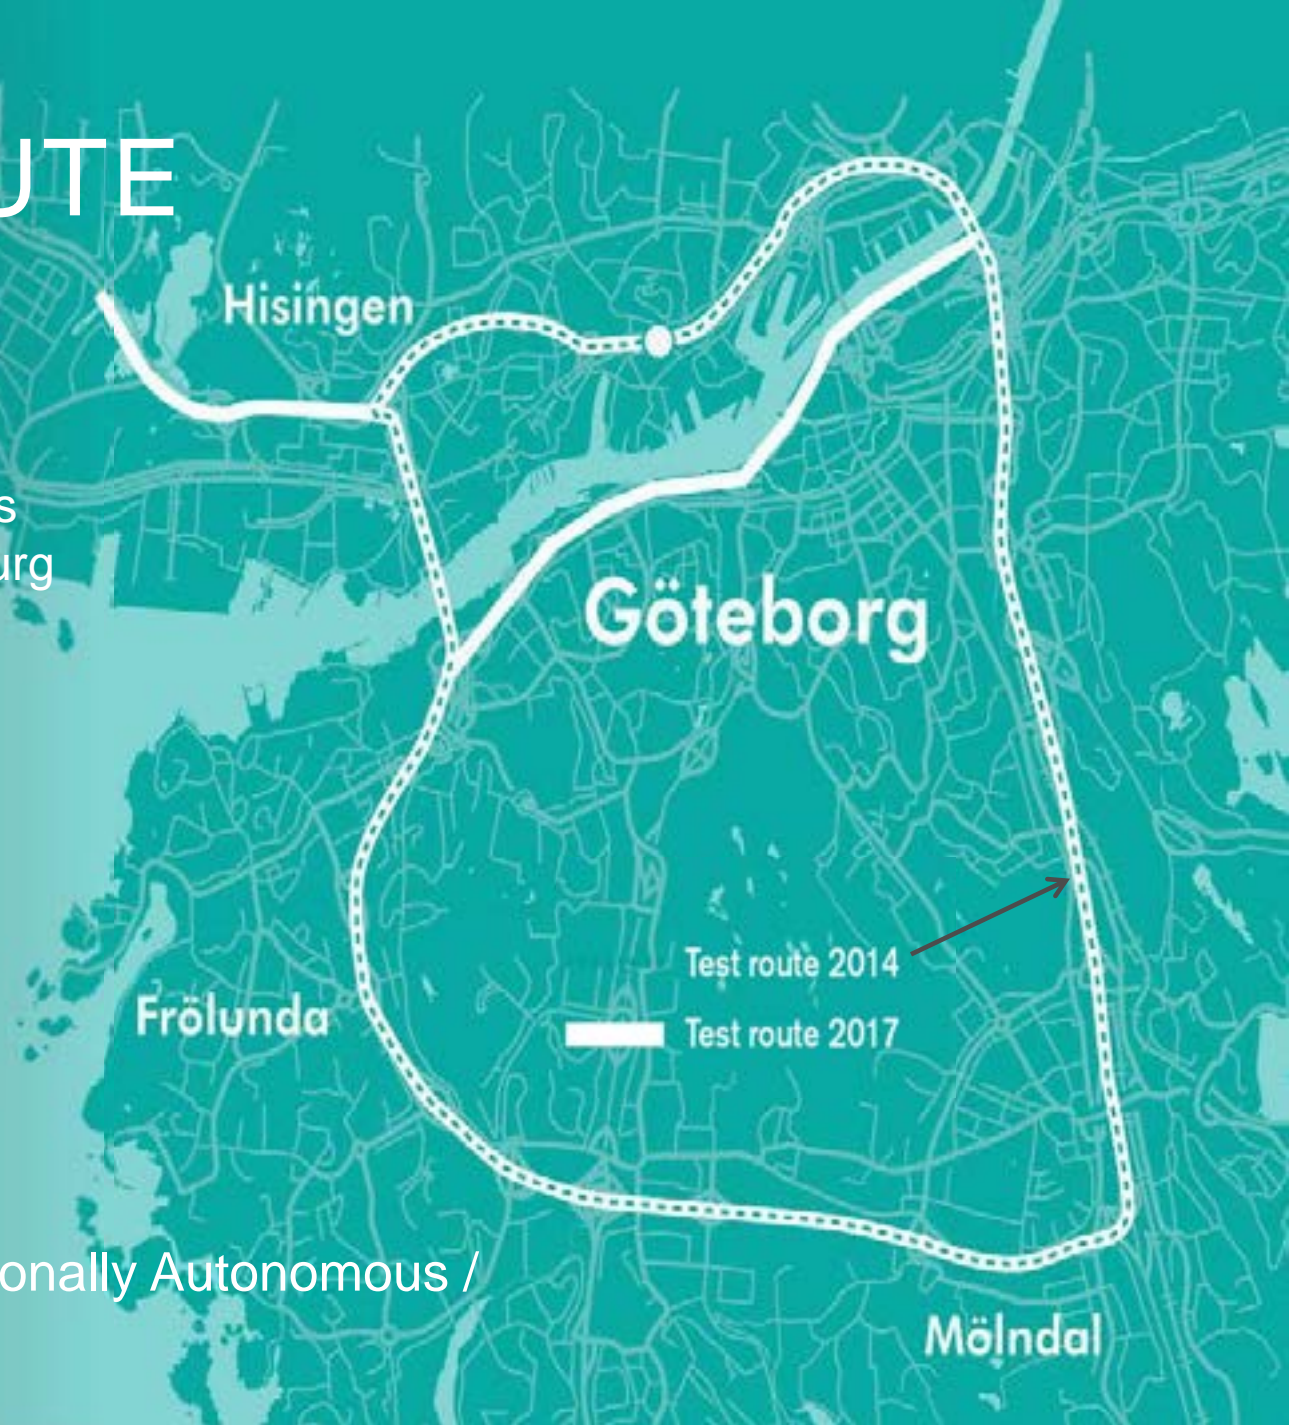 UTE
Hisingen
s
urg
Göteborg
Test route 2014
Frölunda
Test route 2017
onally Autonomous /
Mölndal